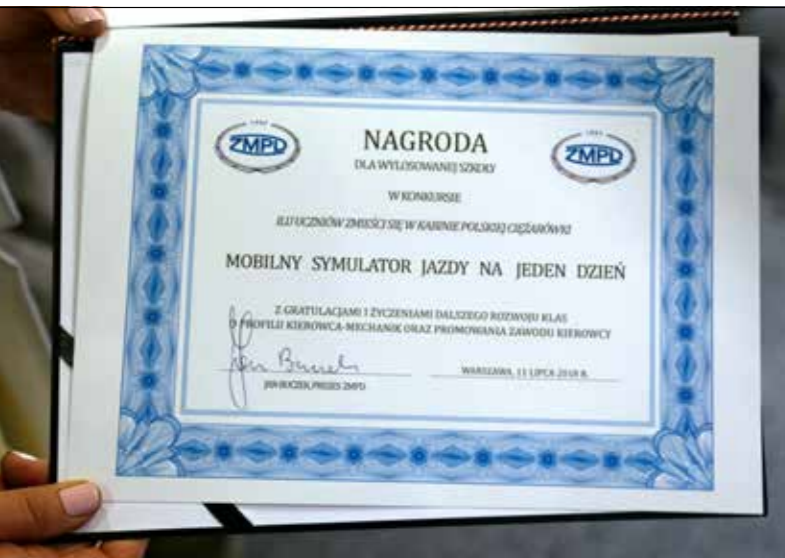 ZMPD
NAGRODA
ZMPD
DLA WYLOSOWANEJ SZKOŁY
W KONKURSIE
ILU UCZNIÓW ZMIEŚCI SIĘ W KABINIE POLSKIEJ CIĘŻARÓWKI
MOBILNY SYMULATOR JAZDY NA JEDEN DZIEŃ
Z GRATULACJAMI I ŻYCZENIAMI DALSZEGO ROZWOJU KLAS
O PROFILU KIEROWCA-MECHANIK ORAZ PROMOWANIA ZAWODU KIEROWCY
Jan Buczek
JAN BUCZEK, PREZES ZMPD
WARSZAWA, 11 LIPCA 2018 R.